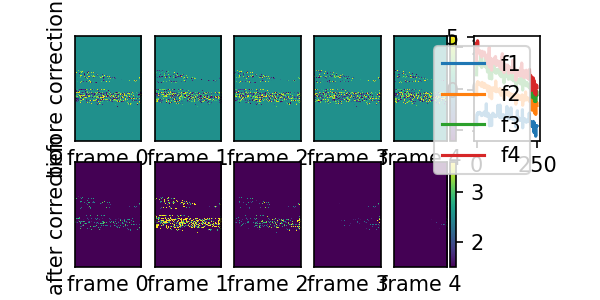 before correction
frame 0
frame 1
frame 2
frame 3
frame 4
5
f1
f2
f3
f4
0
250
after correction
frame 0
frame 1
frame 2
frame 3
frame 4
3
2